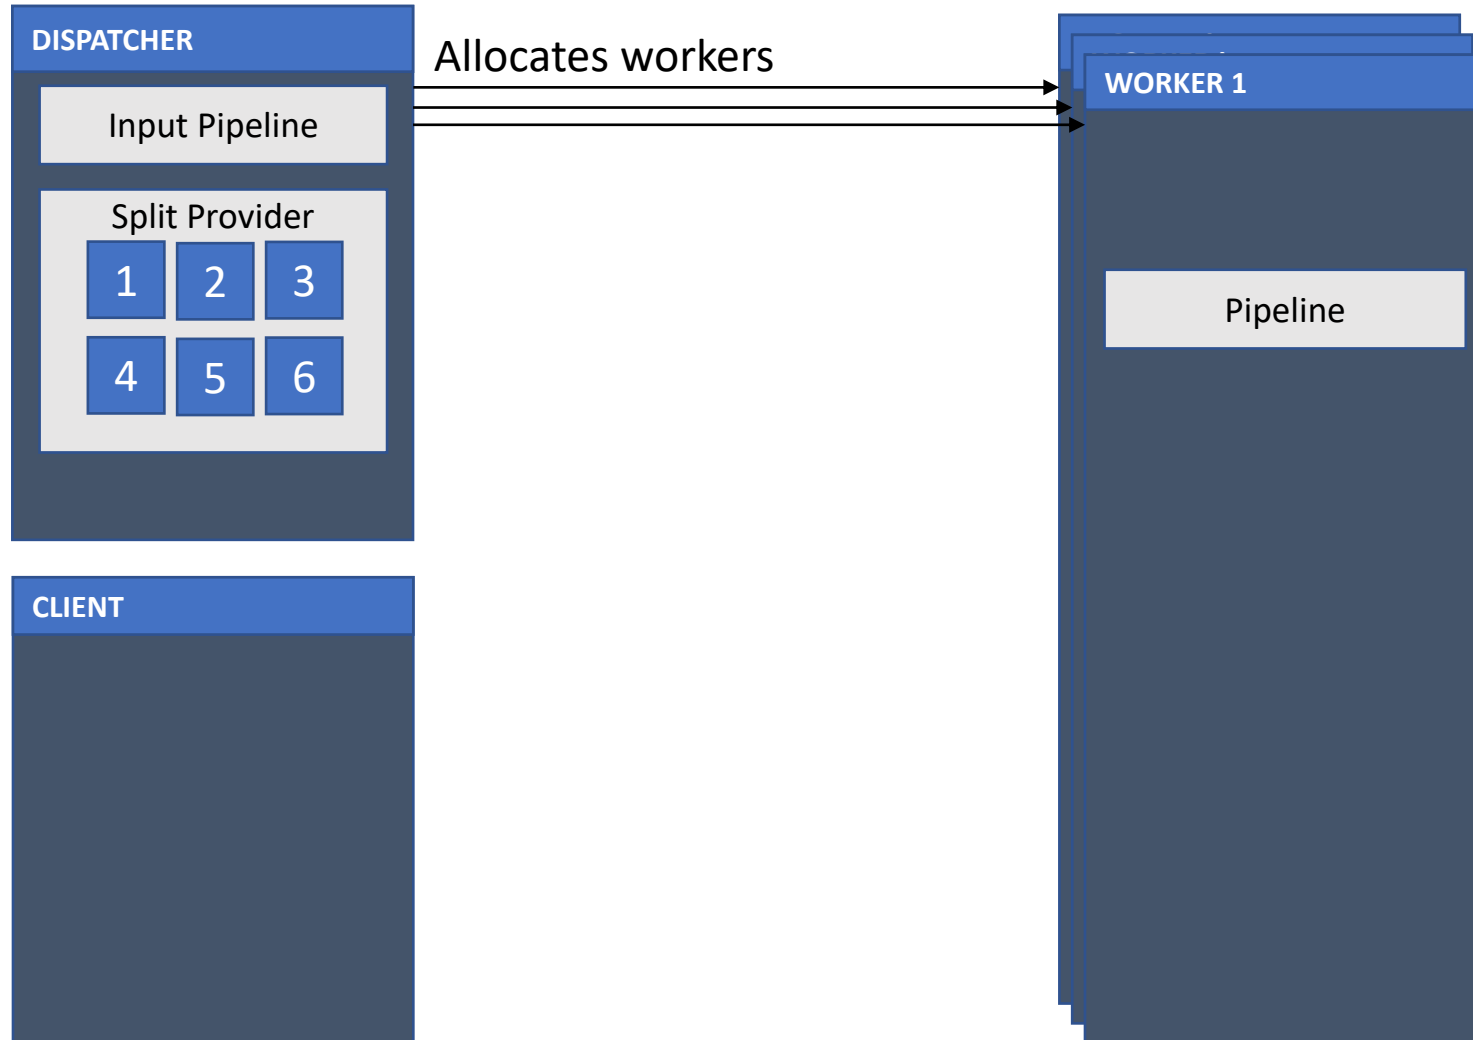 DISPATCHER
Allocates workers
Input Pipeline
Split Provider
1 2 3
4 5 6
CLIENT
WORKER 1
Pipeline